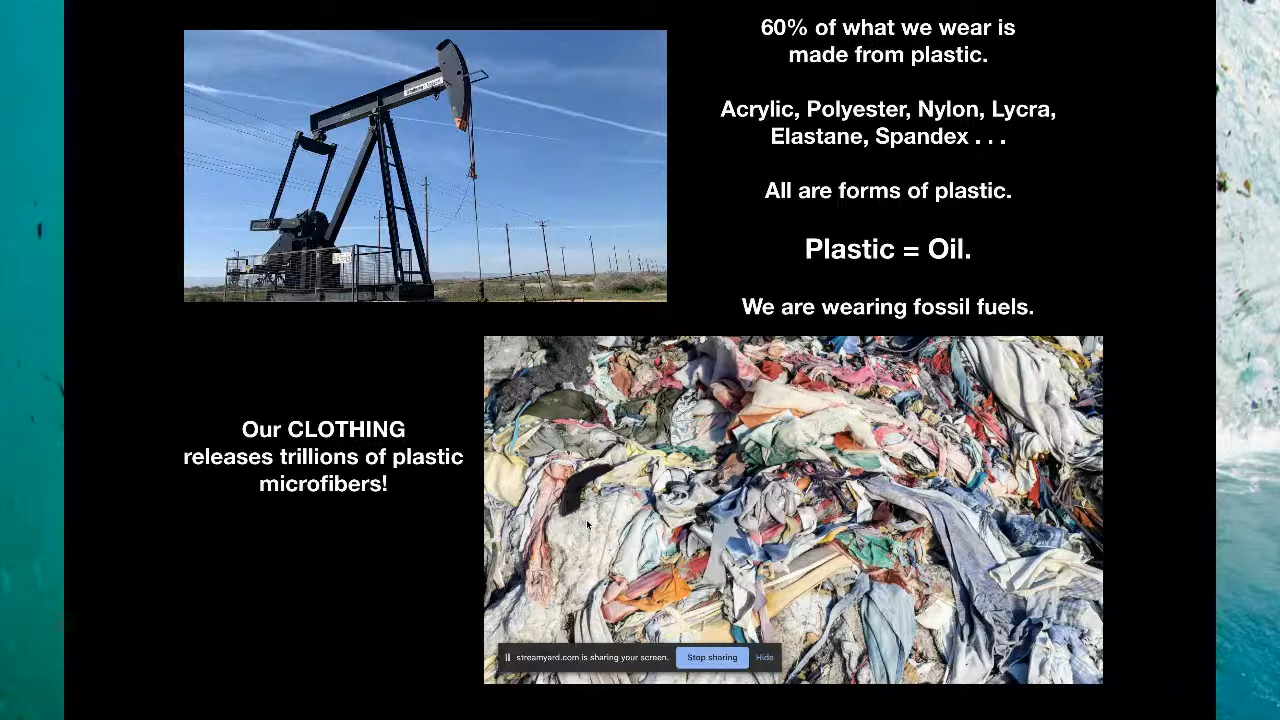 60% of what we wear is
made from plastic.
Acrylic, Polyester, Nylon, Lycra,
Elastane, Spandex . . .
All are forms of plastic.
Plastic = Oil.
We are wearing fossil fuels.
Our CLOTHING
releases trillions of plastic
microfibers!
streamyard.com is sharing your screen. Stop sharing Hide